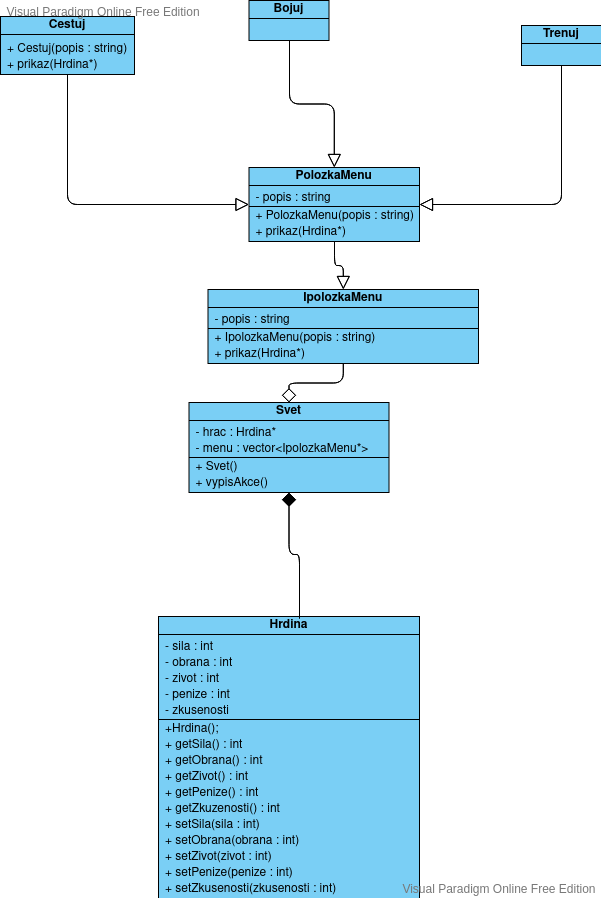 Visual Paradigm Online Free Edition
Cestuj
+ Cestuj(popis : string)
+ prikaz(Hrdina*)
Bojuj
Trenuj
PolozkaMenu
- popis : string
+ PolozkaMenu(popis : string)
+ prikaz(Hrdina*)
IpolozkaMenu
- popis : string
+ IpolozkaMenu(popis : string)
+ prikaz(Hrdina*)
Svet
- hrac : Hrdina*
- menu : vector<IpolozkaMenu*>
+ Svet()
+ vypisAkce()
Hrdina
- sila : int
- obrana : int
- zivot : int
- penize : int
- zkusenosti
+Hrdina();
+ getSila() : int
+ getObrana() : int
+ getZivot() : int
+ getPenize() : int
+ getZkuzenosti() : int
+ setSila(sila : int)
+ setObrana(obrana : int)
+ setZivot(zivot : int)
+ setPenize(penize : int)
+ setZkusenosti(zkusenosti : int)
Visual Paradigm Online Free Edition